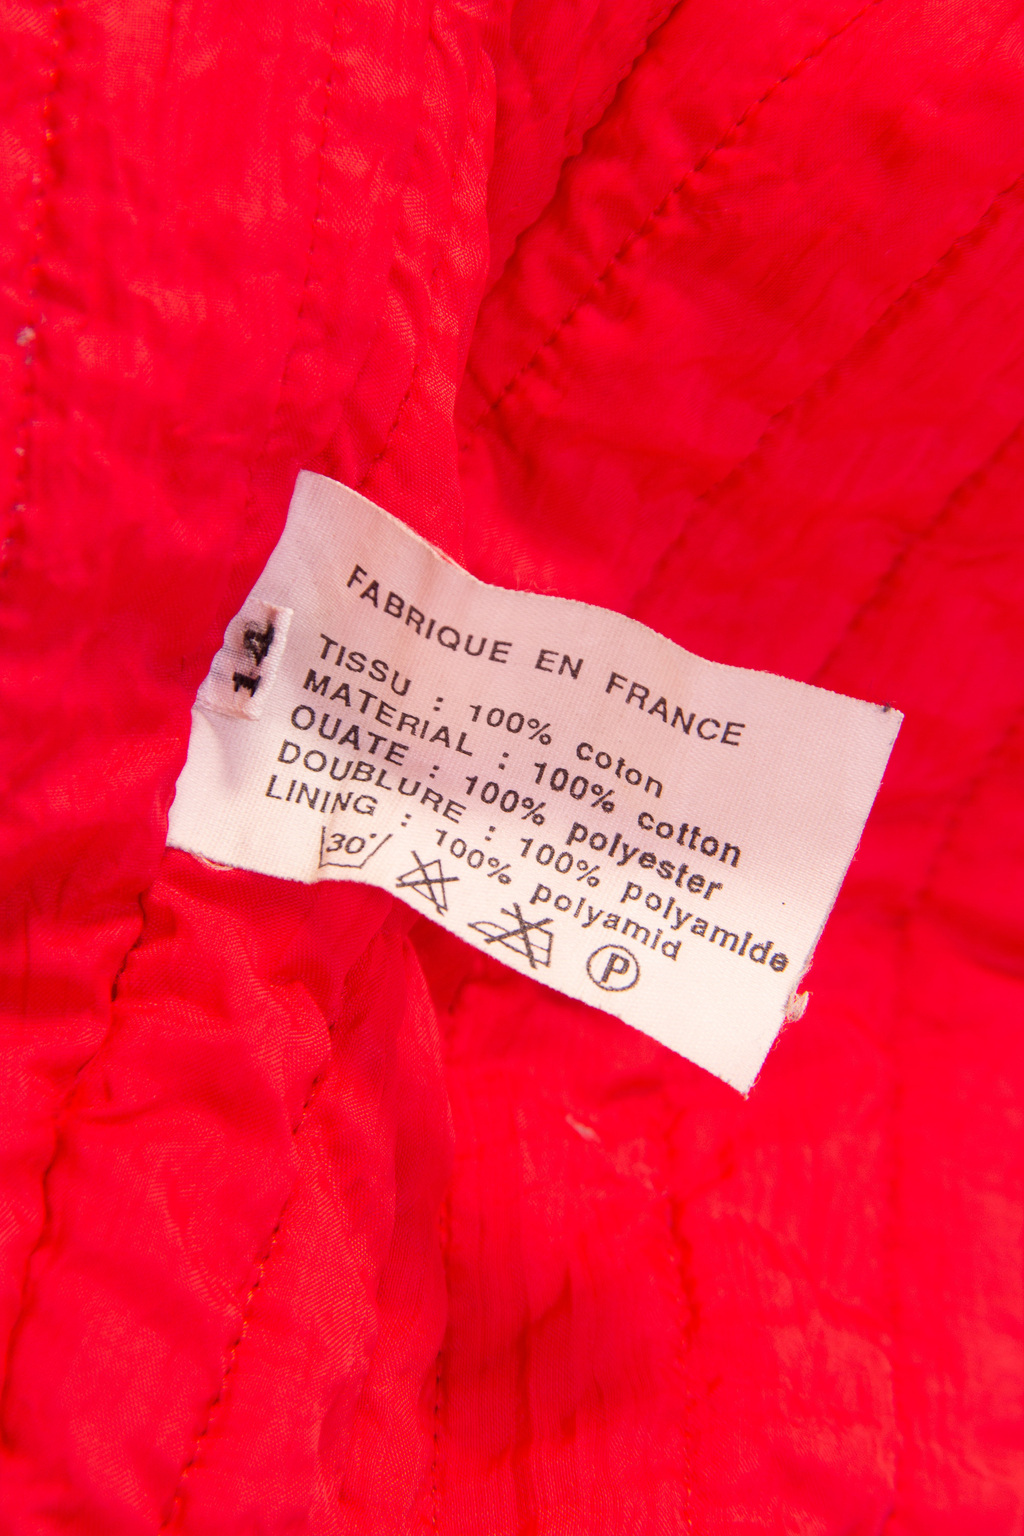 FABRIQUE EN FRANCE
TISSU : 100% coton
MATERIAL : 100% cotton
OUATE : 100% polyester
DOUBLURE : 100% polyamide
LINING : 100% polyamid
30°
P
14